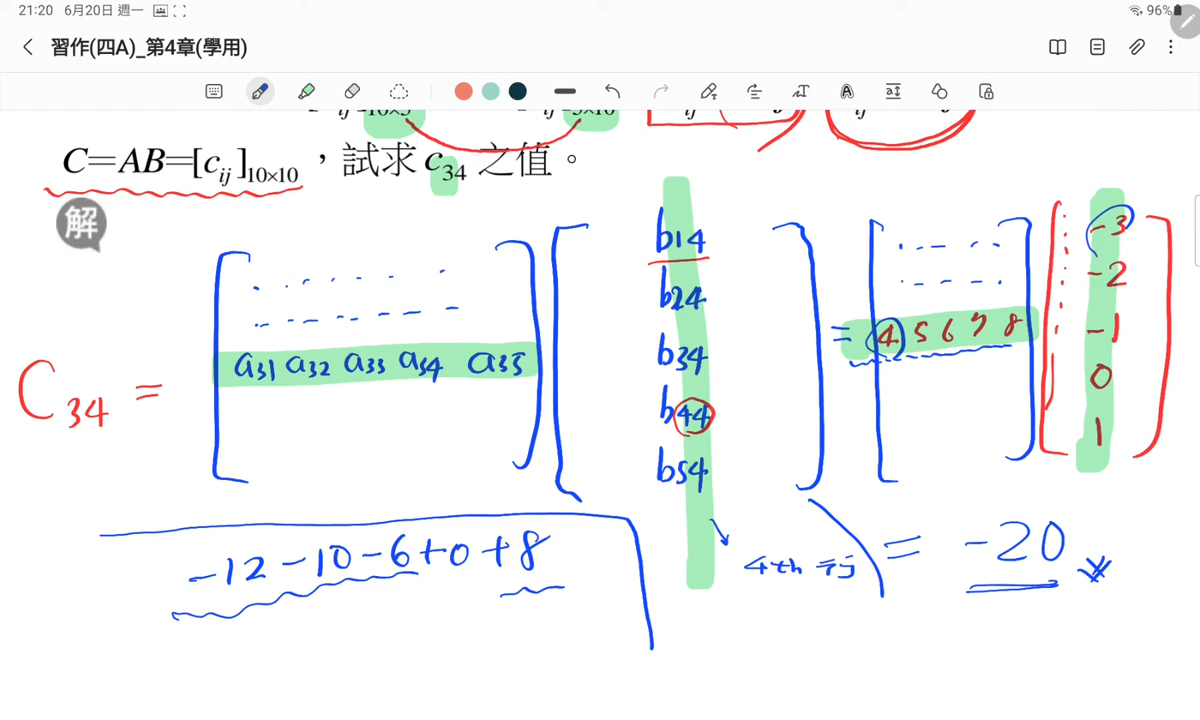 21:20 6月20日 週一
96%
習作(四A)_第4章(學用)
C=AB=[cij]10×10,試求 c34 之值。
解
b14
b24
b34
b44
b54
a31 a32 a33 a34 a35
C34 =
= 4 5 6 7 8
-3
-2
-1
0
1
-12-10-6+0+8
4th 行
= -20